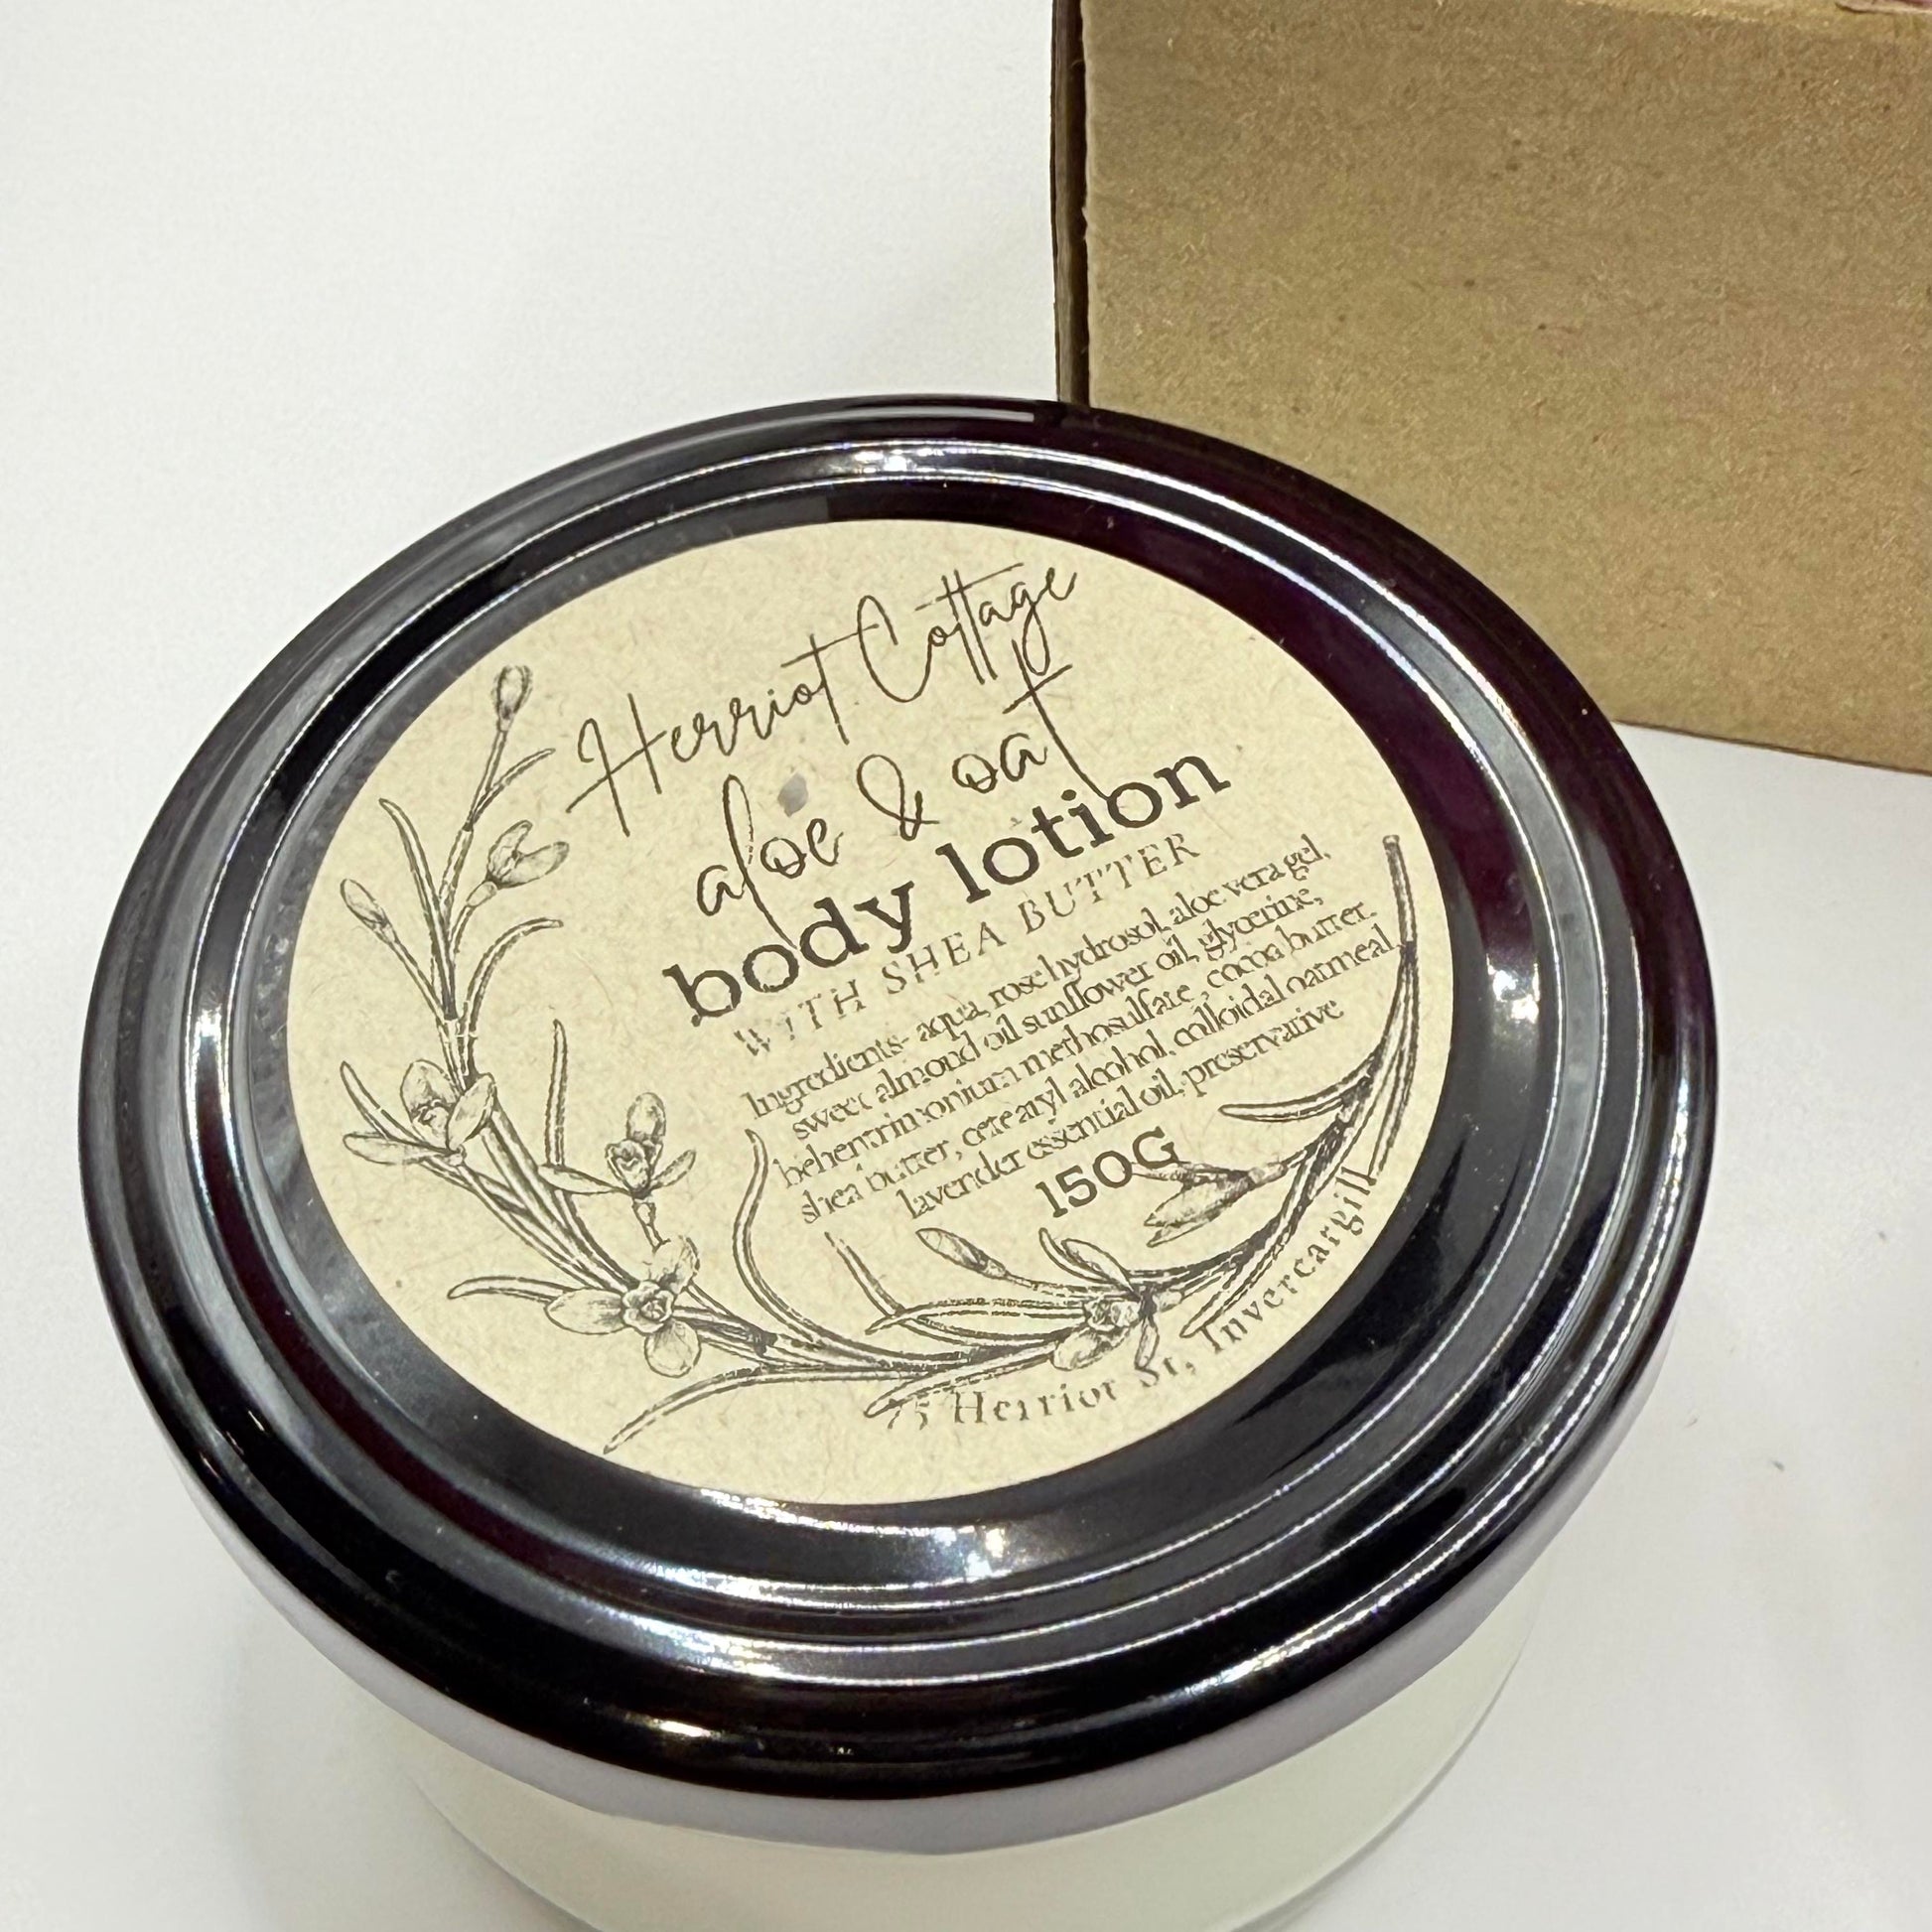 Herriot Cottage
aloe & oat
body lotion
WITH SHEA BUTTER
Ingredients- aqua, rose hydrosol, aloe vera gel,
sweet almond oil sunflower oil, glycerine,
behentrimonium methosulfate , cocoa butter,
shea butter, cetearyl alcohol, colloidal oatmeal,
lavender essential oil, preservative
150G
75 Herriot St, Invercargill